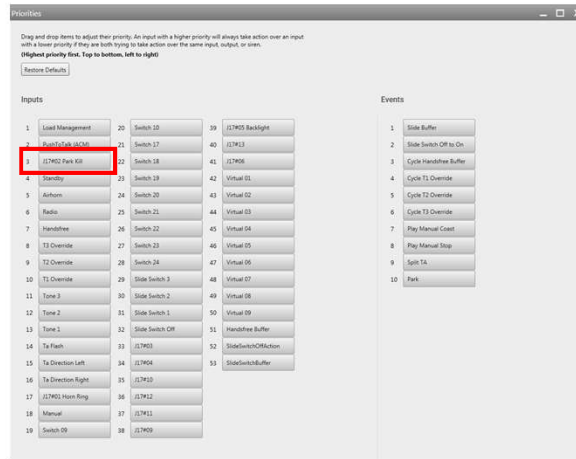 Priorities
Drag and drop items to adjust their priority. An input with a higher priority will always take action over an input
with a lower priority if they are both trying to take action over the same input, output, or siren.
(Highest priority first, Top to bottom, left to right)
Restore Defaults
Inputs
1 Load Management
2 PushToTalk (ACM)
3 J17#02 Park Kill
4 Standby
5 Airhorn
6 Radio
7 Handsfree
8 T3 Override
9 T2 Override
10 T1 Override
11 Tone 3
12 Tone 2
13 Tone 1
14 Ta Flash
15 Ta Direction Left
16 Ta Direction Right
17 J17#01 Horn Ring
18 Manual
19 Switch 09
20 Switch 10
21 Switch 17
22 Switch 18
23 Switch 19
24 Switch 20
25 Switch 21
26 Switch 22
27 Switch 23
28 Switch 24
29 Slide Switch 3
30 Slide Switch 2
31 Slide Switch 1
32 Slide Switch Off
33 J17#03
34 J17#04
35 J17#10
36 J17#12
37 J17#11
38 J17#09
39 J17#05 Backlight
40 J17#13
41 J17#06
42 Virtual 01
43 Virtual 02
44 Virtual 03
45 Virtual 04
46 Virtual 05
47 Virtual 06
48 Virtual 07
49 Virtual 08
50 Virtual 09
51 Handsfree Buffer
52 SlideSwitchOffAction
53 SlideSwitchBuffer
Events
1 Slide Buffer
2 Slide Switch Off to On
3 Cycle Handsfree Buffer
4 Cycle T1 Override
5 Cycle T2 Override
6 Cycle T3 Override
7 Play Manual Coast
8 Play Manual Stop
9 Split TA
10 Park